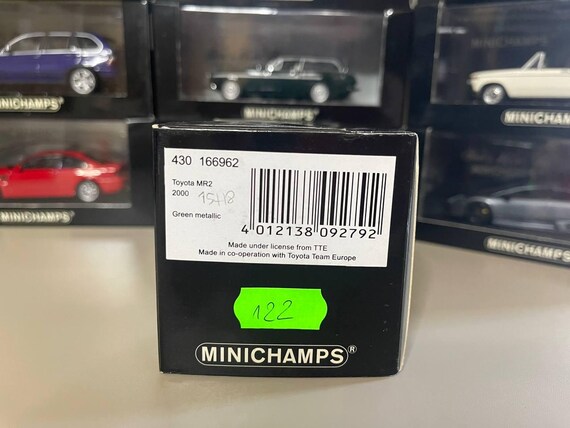 MINICHAMPS®
MINICHAMPS®
MINICHAMPS
MINICHAMPS®
MINICHAMPS®
430 166962
Toyota MR2
2000
Green metallic
4 012138 092792
Made under license from TTE
Made in co-operation with Toyota Team Europe
122
MINICHAMPS®